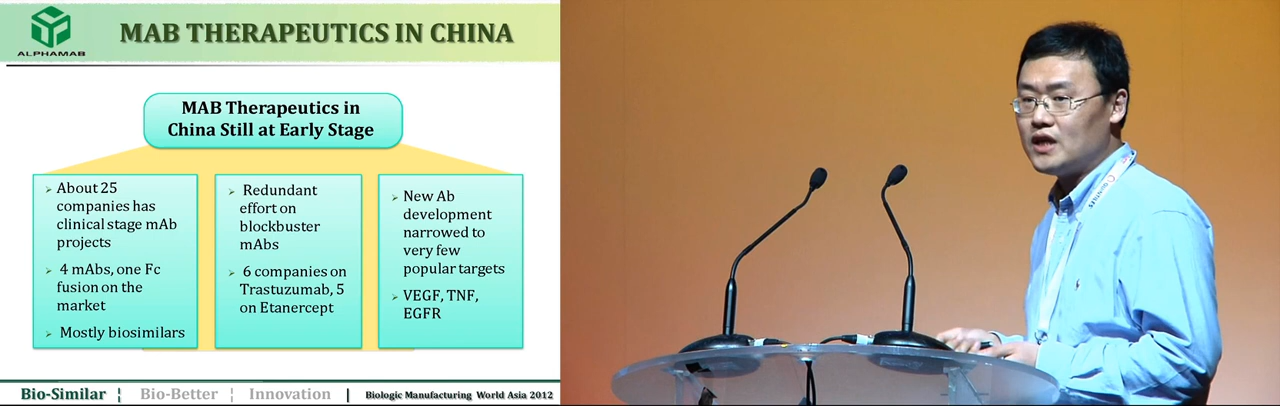 ALPHAMAB
MAB THERAPEUTICS IN CHINA
MAB Therapeutics in
China Still at Early Stage
About 25
companies has
clinical stage mAb
projects
4 mAbs, one Fc
fusion on the
market
Mostly biosimilars
Redundant
effort on
blockbuster
mAbs
6 companies on
Trastuzumab, 5
on Etanercept
New Ab
development
narrowed to
very few
popular targets
VEGF, TNF,
EGFR
Bio-Similar ¦ Bio-Better ¦ Innovation | Biologic Manufacturing World Asia 2012